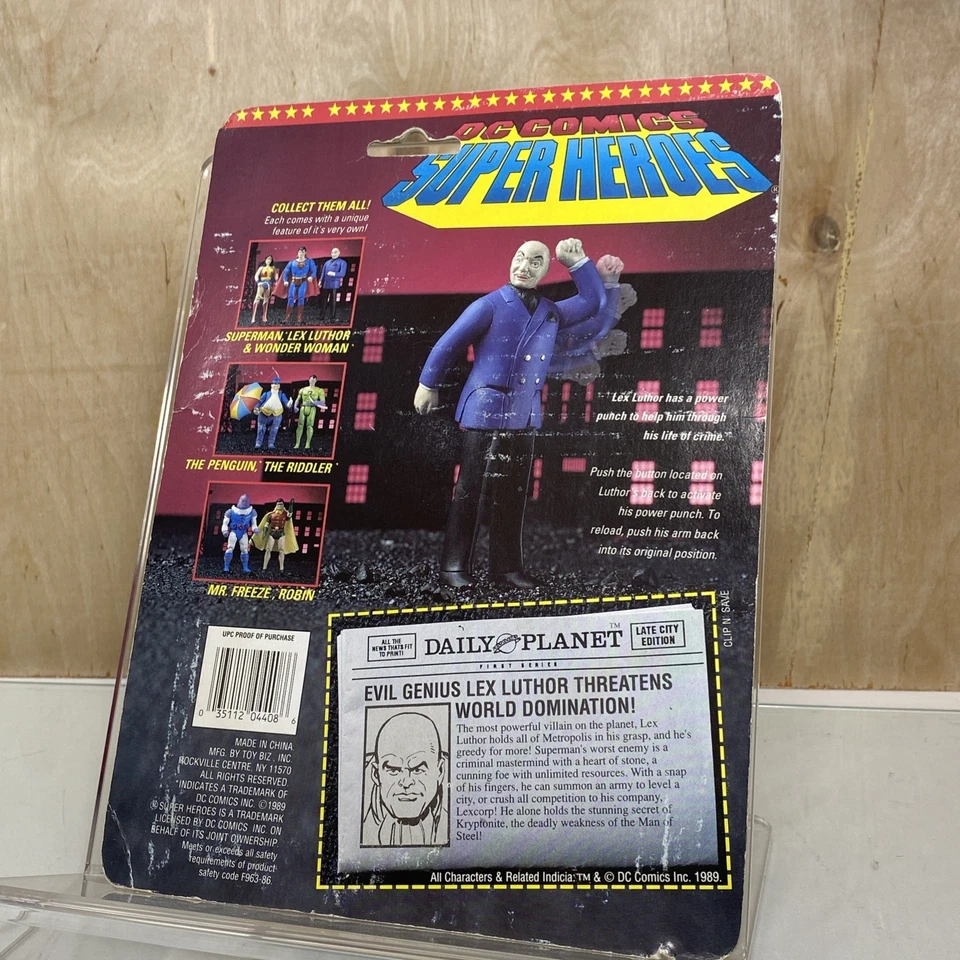 DC COMICS
SUPER HEROES
®
COLLECT THEM ALL!
Each comes with a unique
feature of it's very own!
SUPERMAN, LEX LUTHOR
& WONDER WOMAN
THE PENGUIN, THE RIDDLER
MR. FREEZE, ROBIN
Lex Luthor has a power
punch to help him through
his life of crime.
Push the button located on
Luthor's back to activate
his power punch. To
reload, push his arm back
into its original position.
CLIP N' SAVE
ALL THE
NEWS THATS FIT
TO PRINT!
DAILY PLANET™
LATE CITY
EDITION
FIRST SERIES
EVIL GENIUS LEX LUTHOR THREATENS
WORLD DOMINATION!
The most powerful villain on the planet, Lex
Luthor holds all of Metropolis in his grasp, and he's
greedy for more! Superman's worst enemy is a
criminal mastermind with a heart of stone, a
cunning foe with unlimited resources. With a snap
of his fingers, he can summon an army to level a
city, or crush all competition to his company,
Lexcorp! He alone holds the stunning secret of
Kryptonite, the deadly weakness of the Man of
Steel!
All Characters & Related Indicia: ™ & © DC Comics Inc. 1989.
UPC PROOF OF PURCHASE
0 35112 04408 6
MADE IN CHINA
MFG. BY TOY BIZ, INC.
ROCKVILLE CENTRE, NY 11570
ALL RIGHTS RESERVED
*INDICATES A TRADEMARK OF
DC COMICS INC. ©1989
®SUPER HEROES IS A TRADEMARK
LICENSED BY DC COMICS INC. ON
BEHALF OF ITS JOINT OWNERSHIP
Meets or exceeds all safety
requirements of product
safety code F963-86.